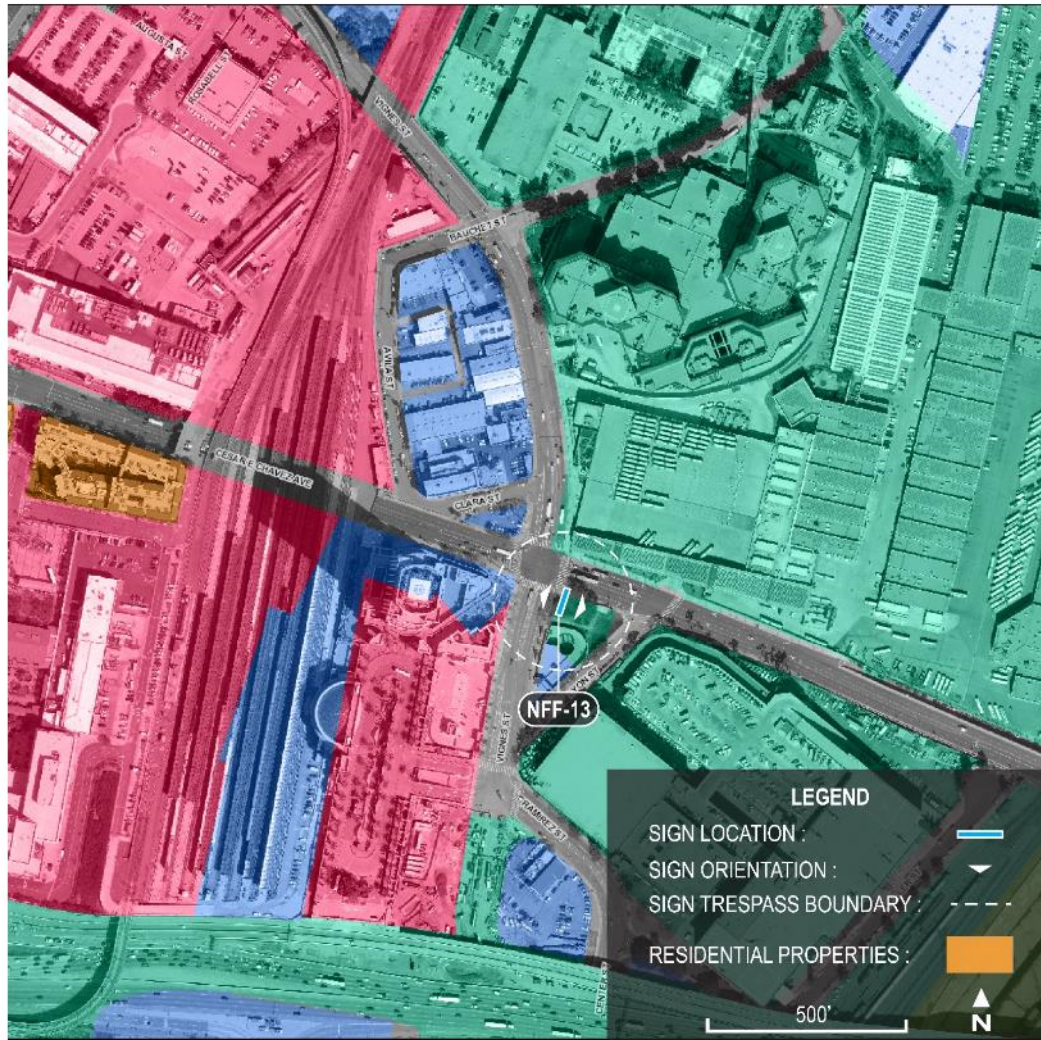 AUGUSTA ST
ROSABELL ST
VIGNES ST
BAUCHET ST
AVILA ST
CESAR E CHAVEZ AVE
CLARA ST
NFF-13
VIGNES ST
RAMIREZ ST
LEGEND
SIGN LOCATION :
SIGN ORIENTATION :
SIGN TRESPASS BOUNDARY :
RESIDENTIAL PROPERTIES :
500'
N